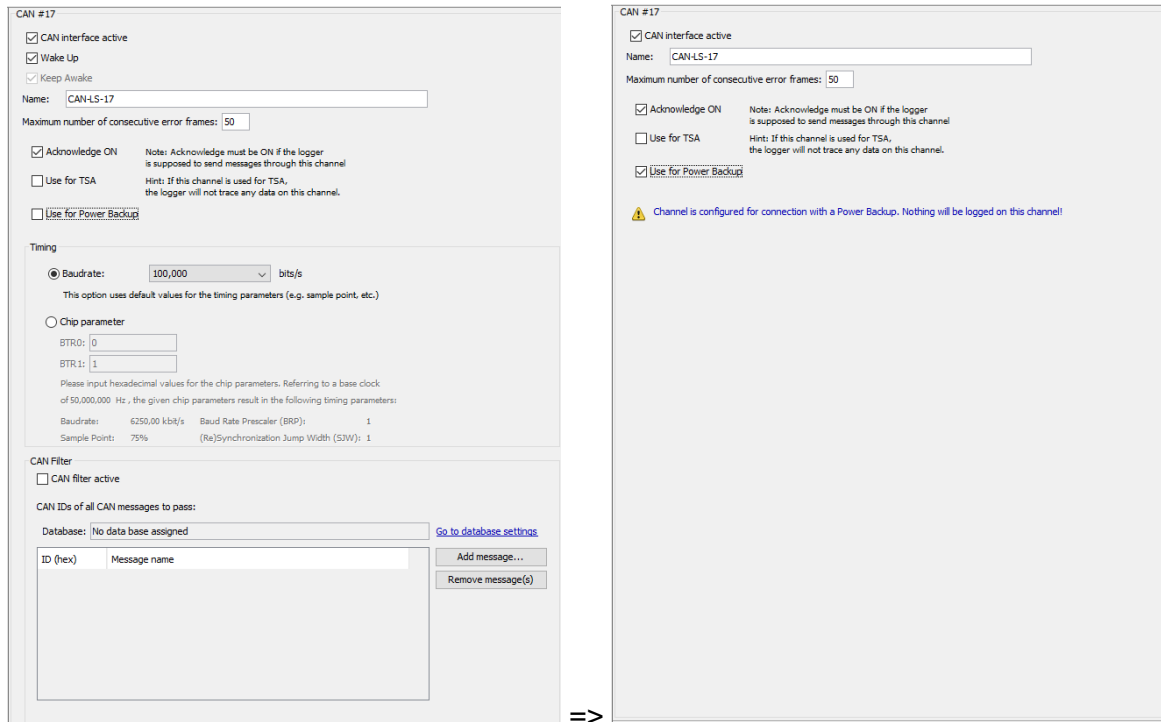 CAN #17
CAN interface active
Wake Up
Keep Awake
Name: CAN-LS-17
Maximum number of consecutive error frames: 50
Acknowledge ON Note: Acknowledge must be ON if the logger
is supposed to send messages through this channel
Use for TSA Hint: If this channel is used for TSA,
the logger will not trace any data on this channel.
Use for Power Backup
Timing
Baudrate: 100,000 bits/s
This option uses default values for the timing parameters (e.g. sample point, etc.)
Chip parameter
BTR0: 0
BTR1: 1
Please input hexadecimal values for the chip parameters. Referring to a base clock
of 50,000,000 Hz , the given chip parameters result in the following timing parameters:
Baudrate: 6250,00 kbit/s Baud Rate Prescaler (BRP): 1
Sample Point: 75% (Re)Synchronization Jump Width (SJW): 1
CAN Filter
CAN filter active
CAN IDs of all CAN messages to pass:
Database: No data base assigned Go to database settings
ID (hex) Message name Add message...
Remove message(s)
=>
CAN #17
CAN interface active
Name: CAN-LS-17
Maximum number of consecutive error frames: 50
Acknowledge ON Note: Acknowledge must be ON if the logger
is supposed to send messages through this channel
Use for TSA Hint: If this channel is used for TSA,
the logger will not trace any data on this channel.
Use for Power Backup
Channel is configured for connection with a Power Backup. Nothing will be logged on this channel!